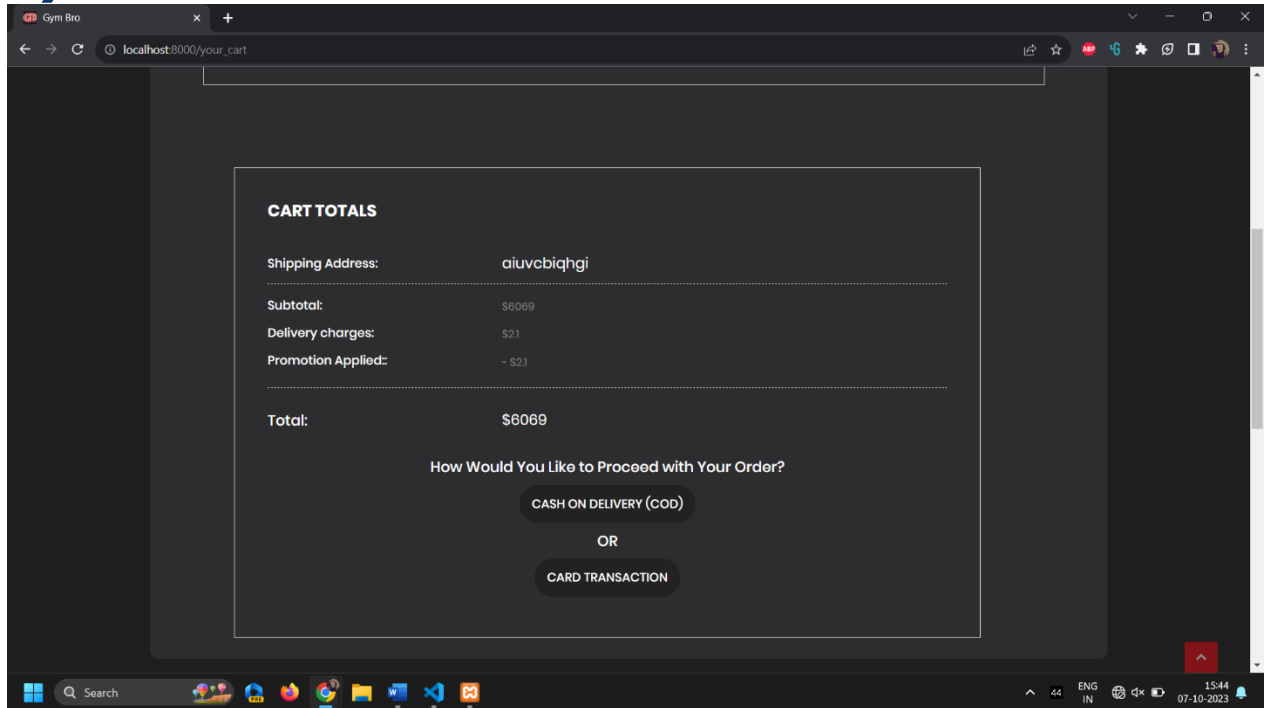 Gym Bro
localhost:8000/your_cart
ABP
CART TOTALS
Shipping Address: aiuvcbiqhgi
Subtotal: $6069
Delivery charges: $2.1
Promotion Applied:: - $2.1
Total: $6069
How Would You Like to Proceed with Your Order?
CASH ON DELIVERY (COD)
OR
CARD TRANSACTION
Search
44
ENG
IN
15:44
07-10-2023